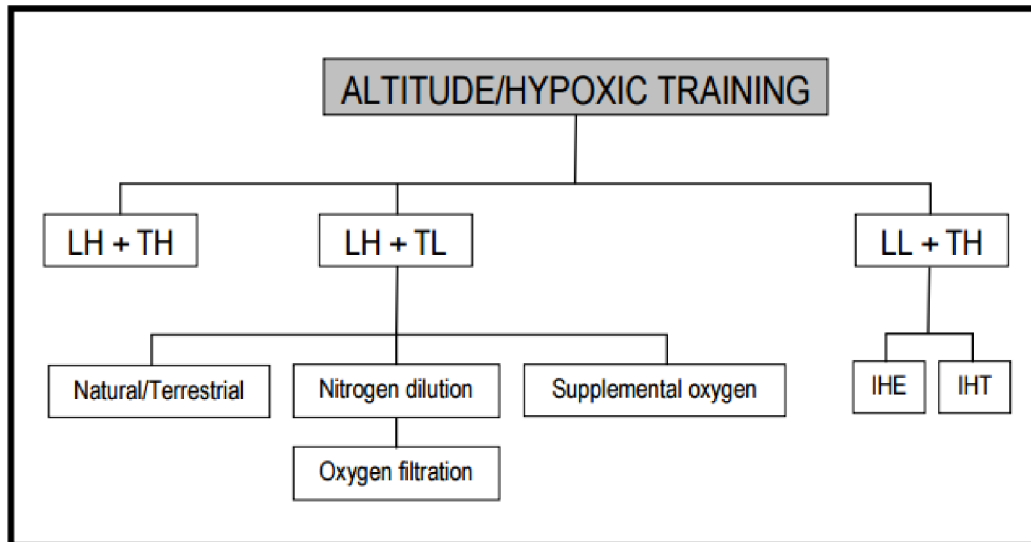 ALTITUDE/HYPOXIC TRAINING
LH + TH
LH + TL
LL + TH
Natural/Terrestrial
Nitrogen dilution
Supplemental oxygen
IHE
IHT
Oxygen filtration